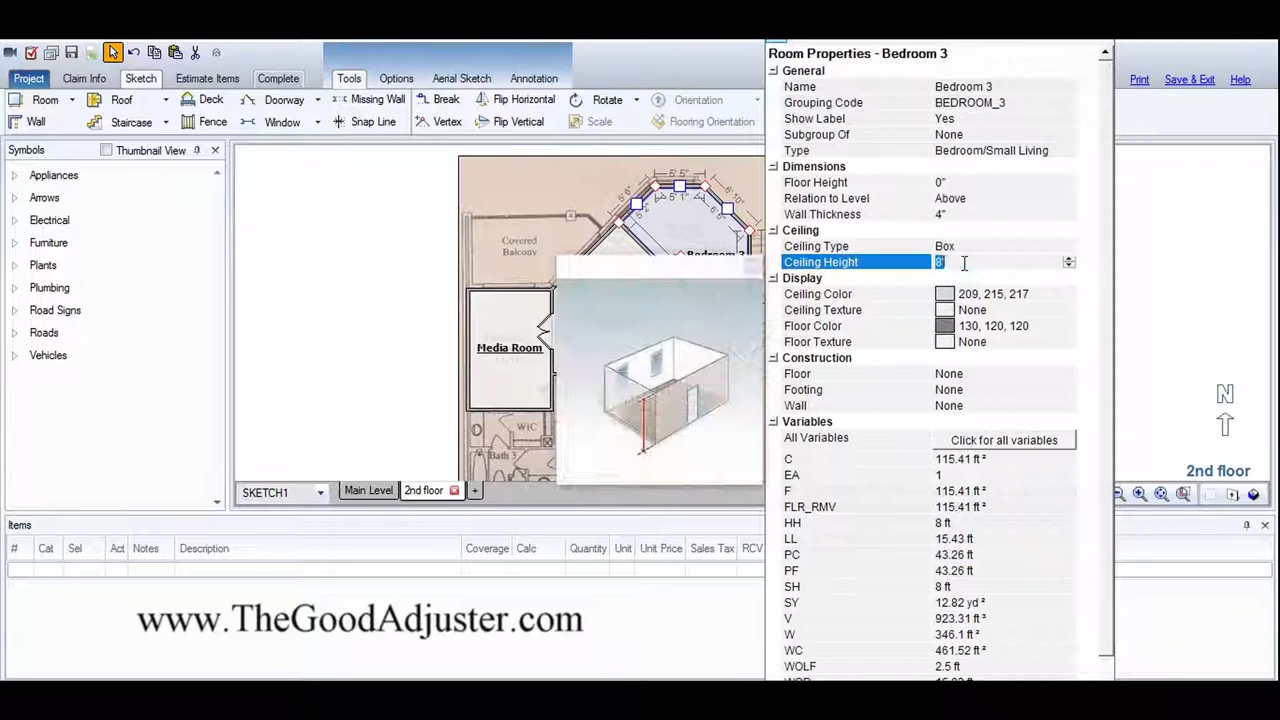 Room Properties - Bedroom 3
Project Claim Info Sketch Estimate Items Complete Tools Options Aerial Sketch Annotation Print Save & Exit Help
Room Roof Deck Doorway Missing Wall Break Flip Horizontal Rotate Orientation
Wall Staircase Fence Window Snap Line Vertex Flip Vertical Scale Flooring Orientation
Symbols Thumbnail View
Appliances
Arrows
Electrical
Furniture
Plants
Plumbing
Road Signs
Roads
Vehicles
5' 5"
5' 1"
Covered
Balcony
Bedroom 3
Media Room
WIC
Bath 3
General
Name Bedroom 3
Grouping Code BEDROOM_3
Show Label Yes
Subgroup Of None
Type Bedroom/Small Living
Dimensions
Floor Height 0"
Relation to Level Above
Wall Thickness 4"
Ceiling
Ceiling Type Box
Ceiling Height 8'
Display
Ceiling Color 209, 215, 217
Ceiling Texture None
Floor Color 130, 120, 120
Floor Texture None
Construction
Floor None
Footing None
Wall None
Variables
All Variables Click for all variables
C 115.41 ft²
EA 1
F 115.41 ft²
FLR_RMV 115.41 ft²
HH 8 ft
LL 15.43 ft
PC 43.26 ft
PF 43.26 ft
SH 8 ft
SY 12.82 yd²
V 923.31 ft²
W 346.1 ft²
WC 461.52 ft²
WOLF 2.5 ft
N
2nd floor
SKETCH1 Main Level 2nd floor +
Items
# Cat Sel Act Notes Description Coverage Calc Quantity Unit Unit Price Sales Tax RCV
www.TheGoodAdjuster.com